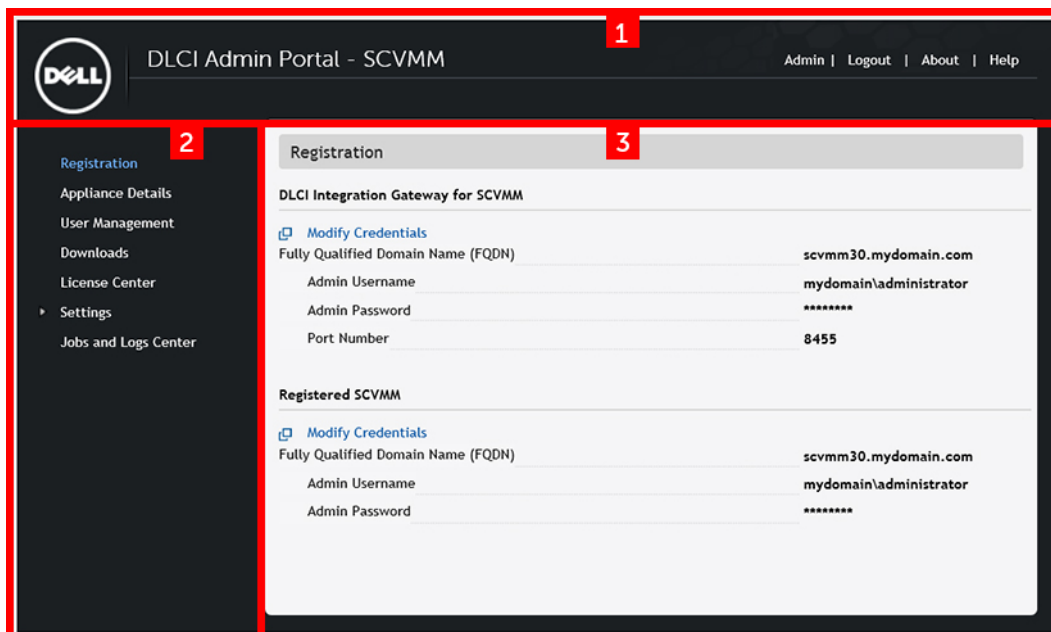 1
DELL
DLCI Admin Portal - SCVMM
Admin | Logout | About | Help
2
Registration
Appliance Details
User Management
Downloads
License Center
Settings
Jobs and Logs Center
3
Registration
DLCI Integration Gateway for SCVMM
Modify Credentials
Fully Qualified Domain Name (FQDN) scvmm30.mydomain.com
Admin Username mydomain\administrator
Admin Password ********
Port Number 8455
Registered SCVMM
Modify Credentials
Fully Qualified Domain Name (FQDN) scvmm30.mydomain.com
Admin Username mydomain\administrator
Admin Password ********